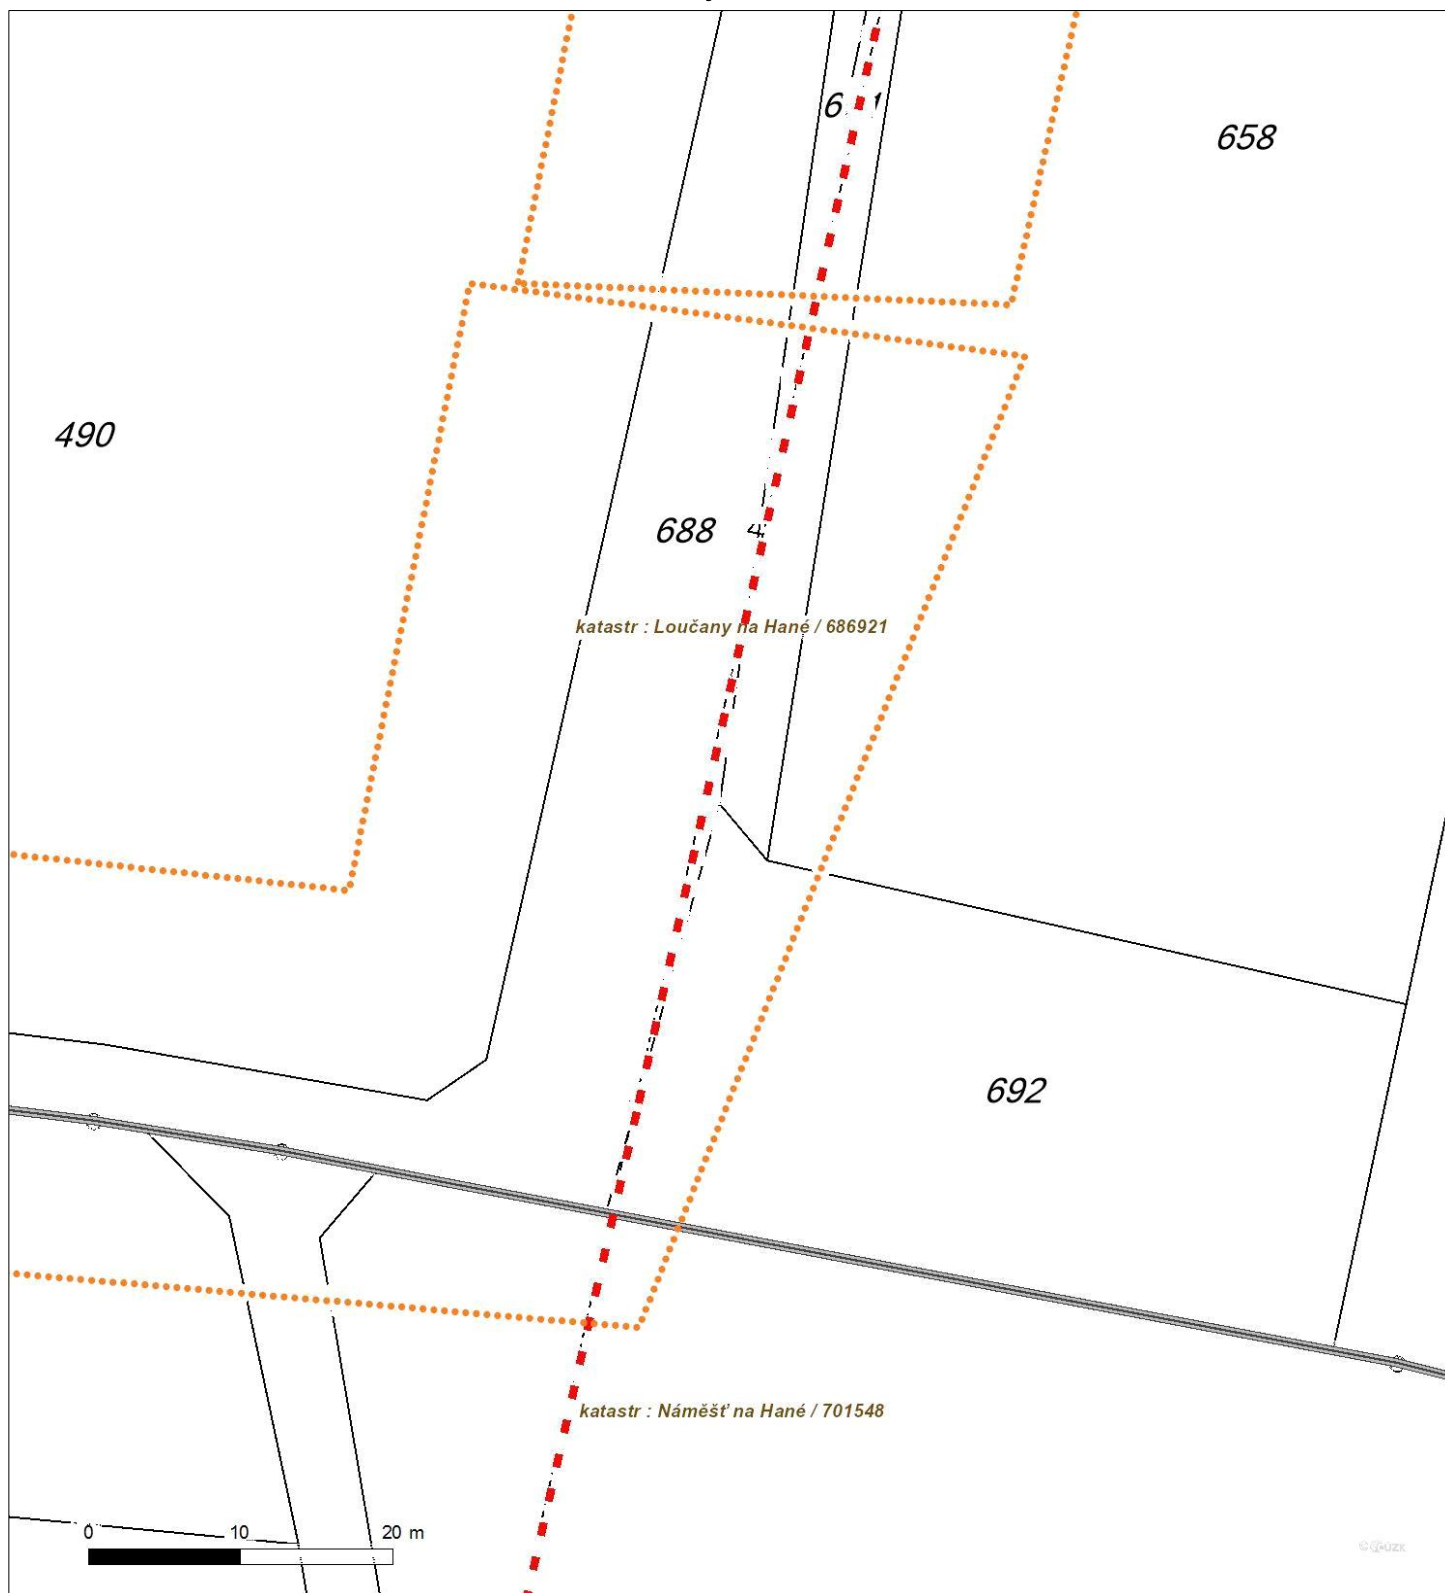 658
490
688
katastr : Loučany na Hané / 686921
692
katastr : Náměšť na Hané / 701548
0 10 20 m